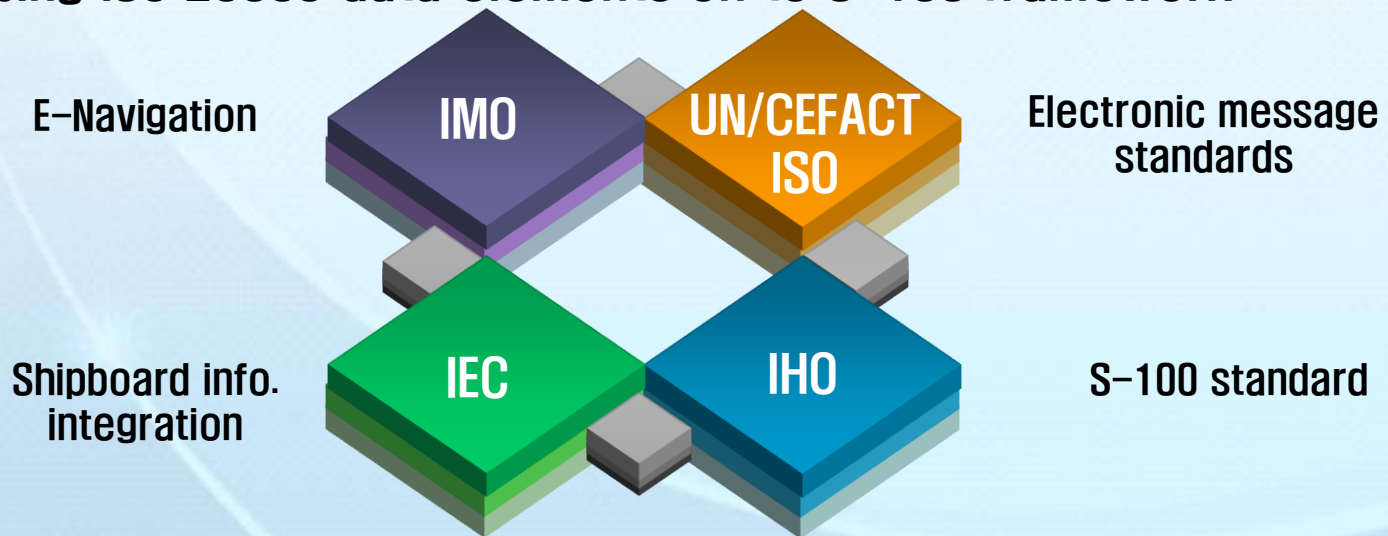 E-Navigation
IMO
UN/CEFACT
ISO
Electronic message
standards
Shipboard info.
integration
IEC
IHO
S-100 standard